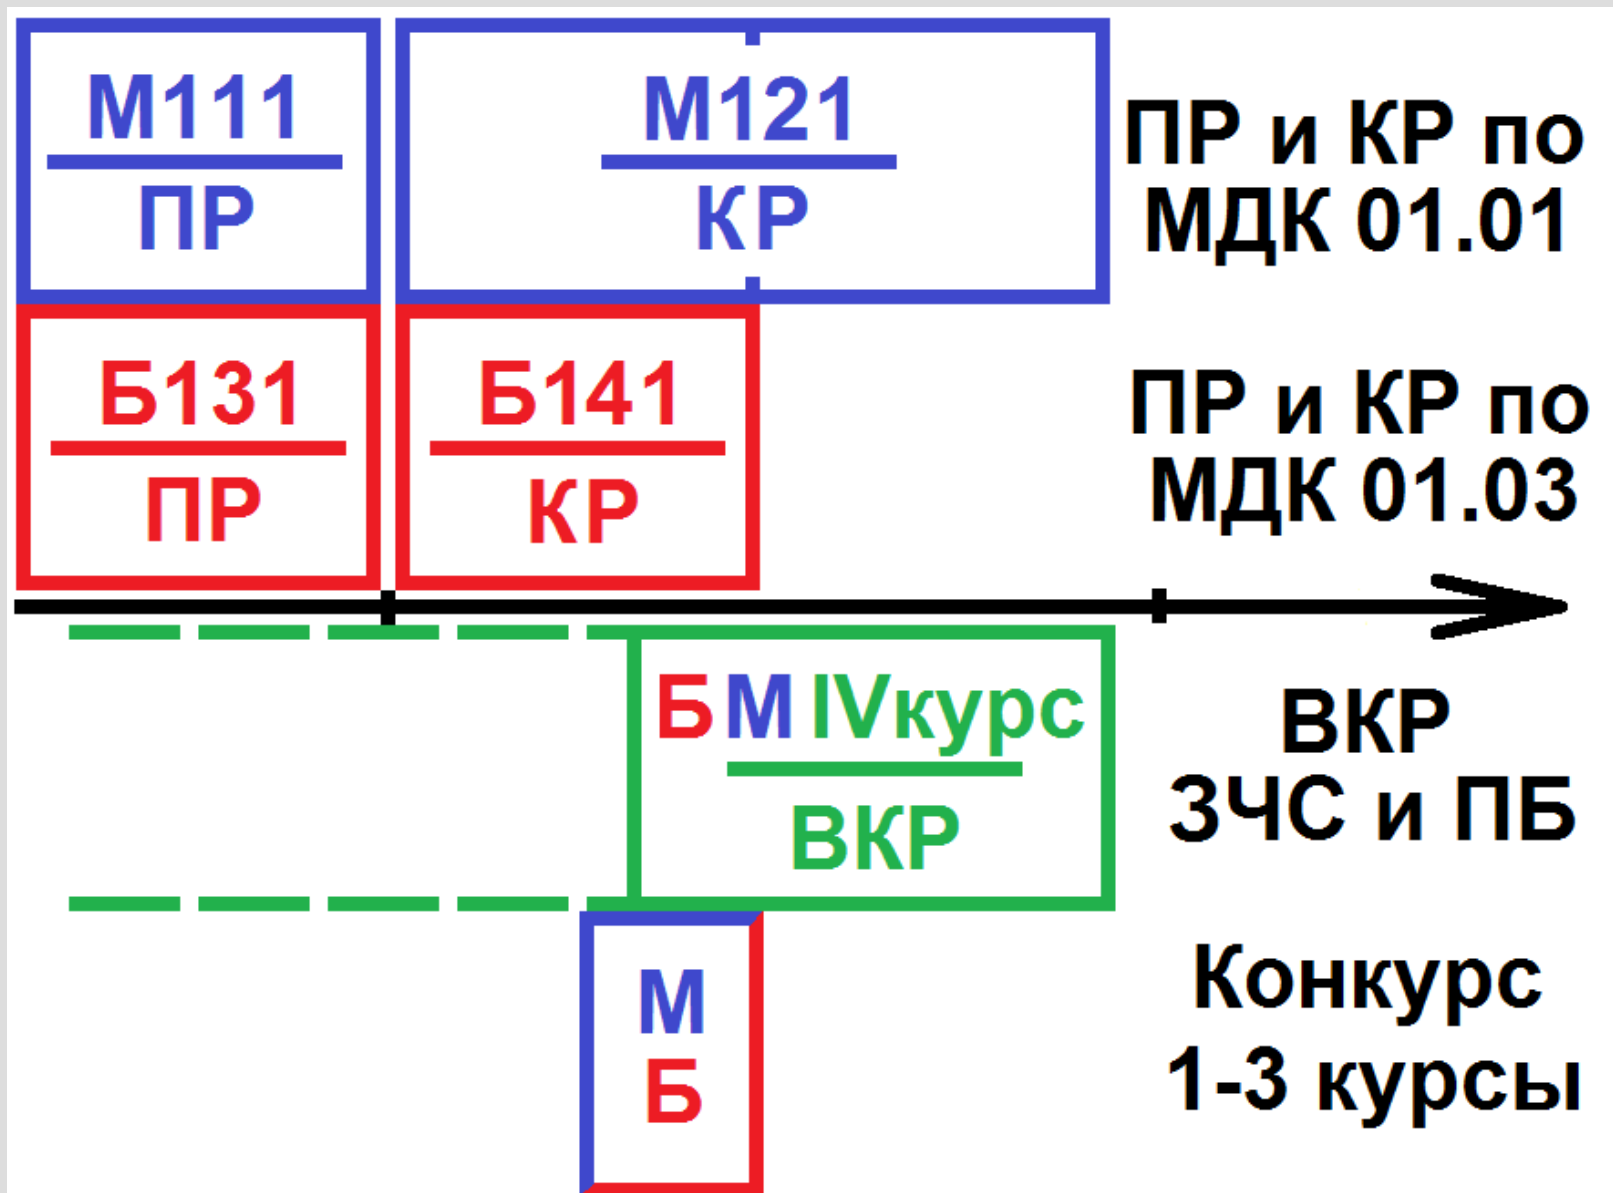 М111
ПР
М121
КР
ПР и КР по
МДК 01.01
Б131
ПР
Б141
КР
ПР и КР по
МДК 01.03
БМ IVкурс
ВКР
ВКР
ЗЧС и ПБ
М
Б
Конкурс
1-3 курсы